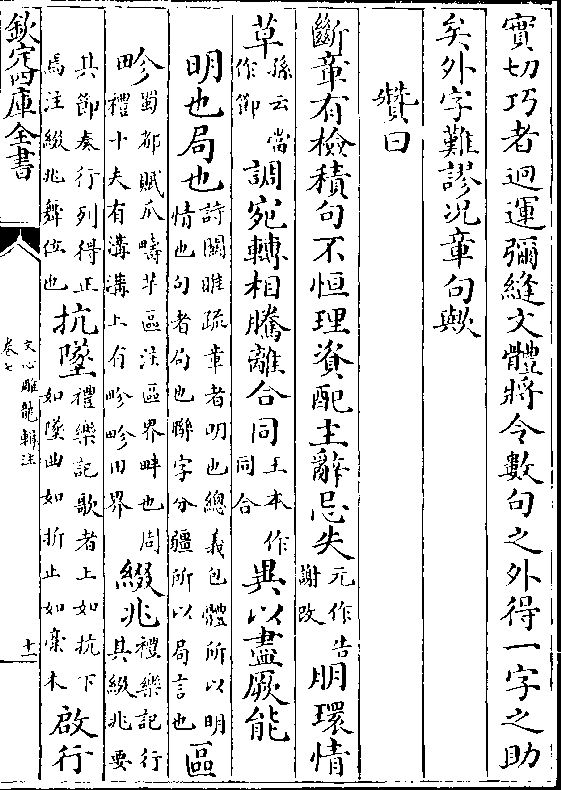 實切巧者迥運彌縫文體將令數句之外得一字之助
矣外字難謬況章句歟
贊曰
斷章有檢積句不恒理資配主辭忌失元作告謝改朋環情
草孫云當作節調宛轉相騰離合同王本作同合異以盡厥能
明也局也詩關雎疏章者明也總義包體所以明情也句者局也聯字分疆所以局言也區
畛蜀都賦瓜疇芋區注區界畔也周禮十夫有溝溝上有畛畛田界綴兆禮樂記行其綴兆要
其節奏行列得正焉注綴兆舞位也抗墜禮樂記歌者上如抗下如墜曲如折止如槀木啟行
欽定四庫全書
文心雕龍輯注
卷七
十一